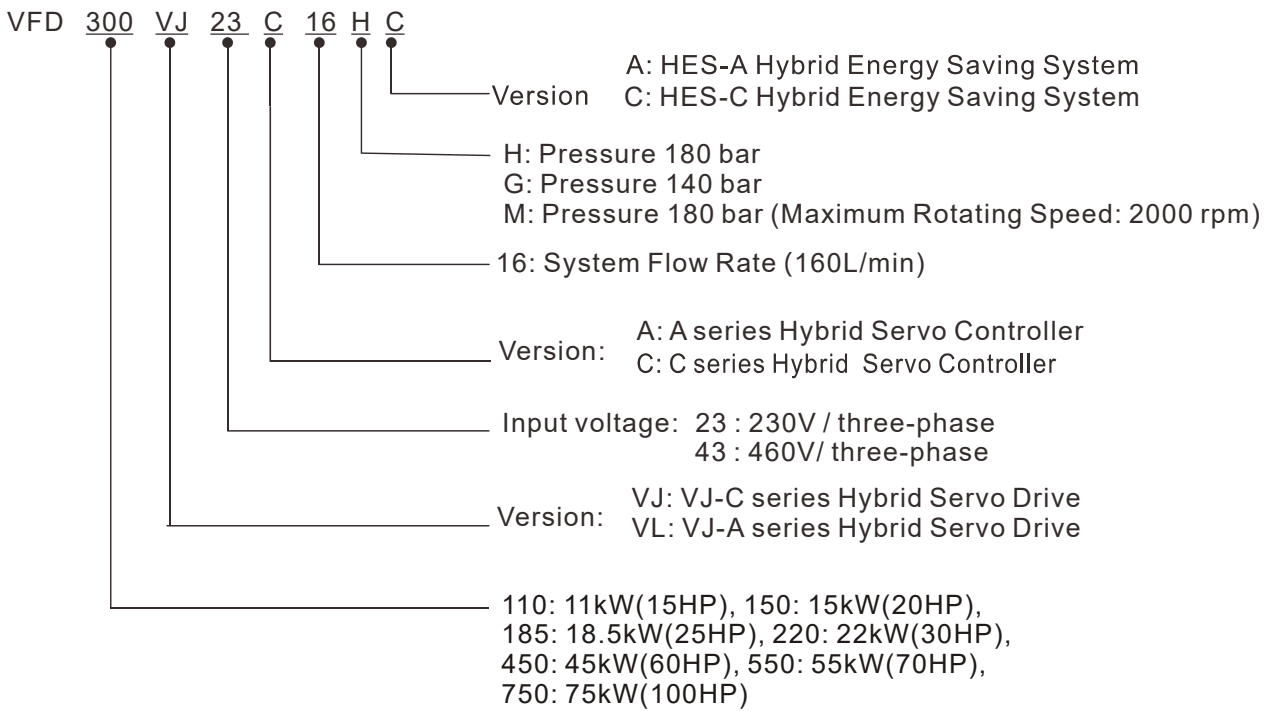 VFD 300 VJ 23 C 16 H C
A: HES-A Hybrid Energy Saving System
Version C: HES-C Hybrid Energy Saving System
H: Pressure 180 bar
G: Pressure 140 bar
M: Pressure 180 bar (Maximum Rotating Speed: 2000 rpm)
16: System Flow Rate (160L/min)
A: A series Hybrid Servo Controller
Version: C: C series Hybrid Servo Controller
Input voltage: 23 : 230V / three-phase
43 : 460V/ three-phase
VJ: VJ-C series Hybrid Servo Drive
Version: VL: VJ-A series Hybrid Servo Drive
110: 11kW(15HP), 150: 15kW(20HP),
185: 18.5kW(25HP), 220: 22kW(30HP),
450: 45kW(60HP), 550: 55kW(70HP),
750: 75kW(100HP)